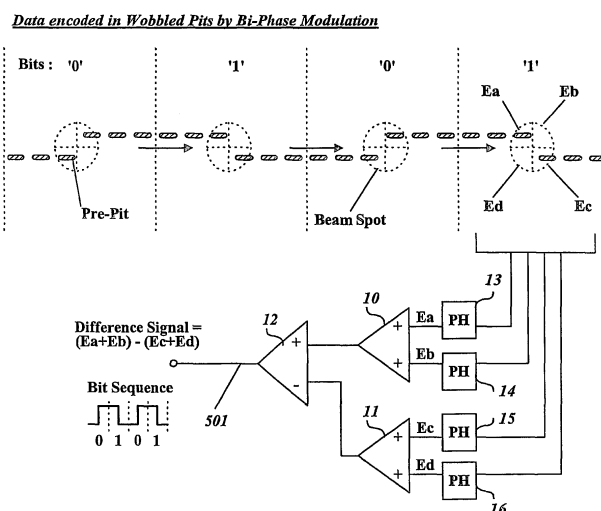 Data encoded in Wobbled Pits by Bi-Phase Modulation
Bits : '0' '1' '0' '1'
Ea Eb
Pre-Pit
Beam Spot
Ed Ec
13
10
Ea PH
12
Difference Signal =
(Ea+Eb) - (Ec+Ed)
+ +
Eb PH
+
14
Bit Sequence
-
501
11
15
Ec PH
+
0 1 0 1
Ed PH
+
16